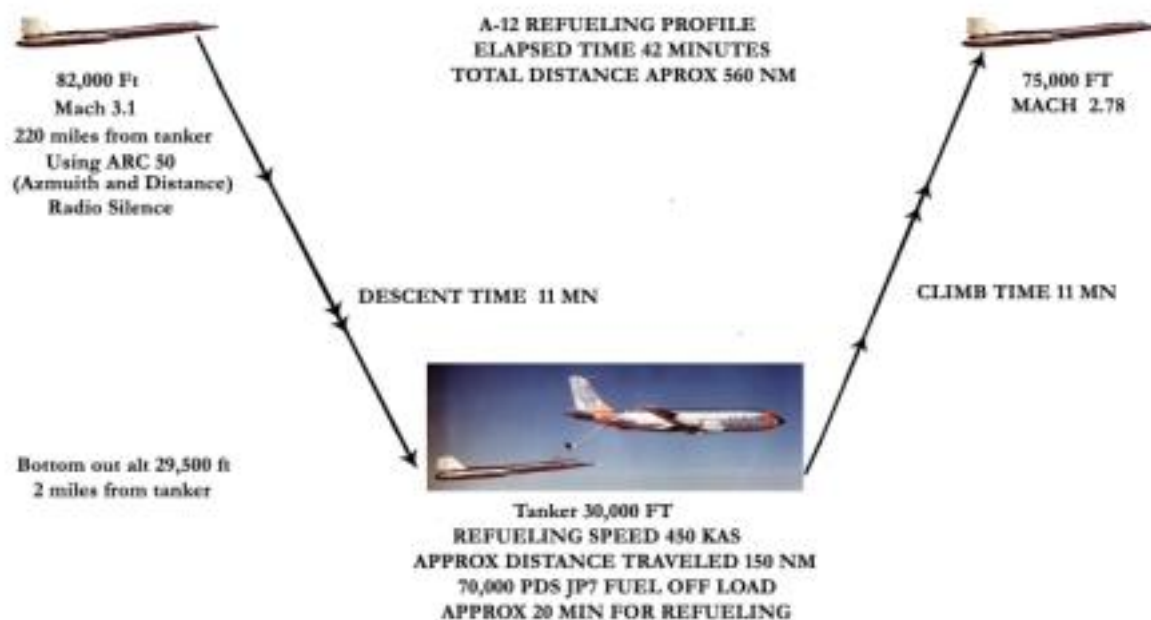 A-12 REFUELING PROFILE
ELAPSED TIME 42 MINUTES
TOTAL DISTANCE APROX 560 NM
82,000 Ft
Mach 3.1
220 miles from tanker
Using ARC 50
(Azmuith and Distance)
Radio Silence
75,000 FT
MACH 2.78
DESCENT TIME 11 MN
CLIMB TIME 11 MN
Bottom out alt 29,500 ft
2 miles from tanker
Tanker 30,000 FT
REFUELING SPEED 450 KAS
APPROX DISTANCE TRAVELED 150 NM
70,000 PDS JP7 FUEL OFF LOAD
APPROX 20 MIN FOR REFUELING